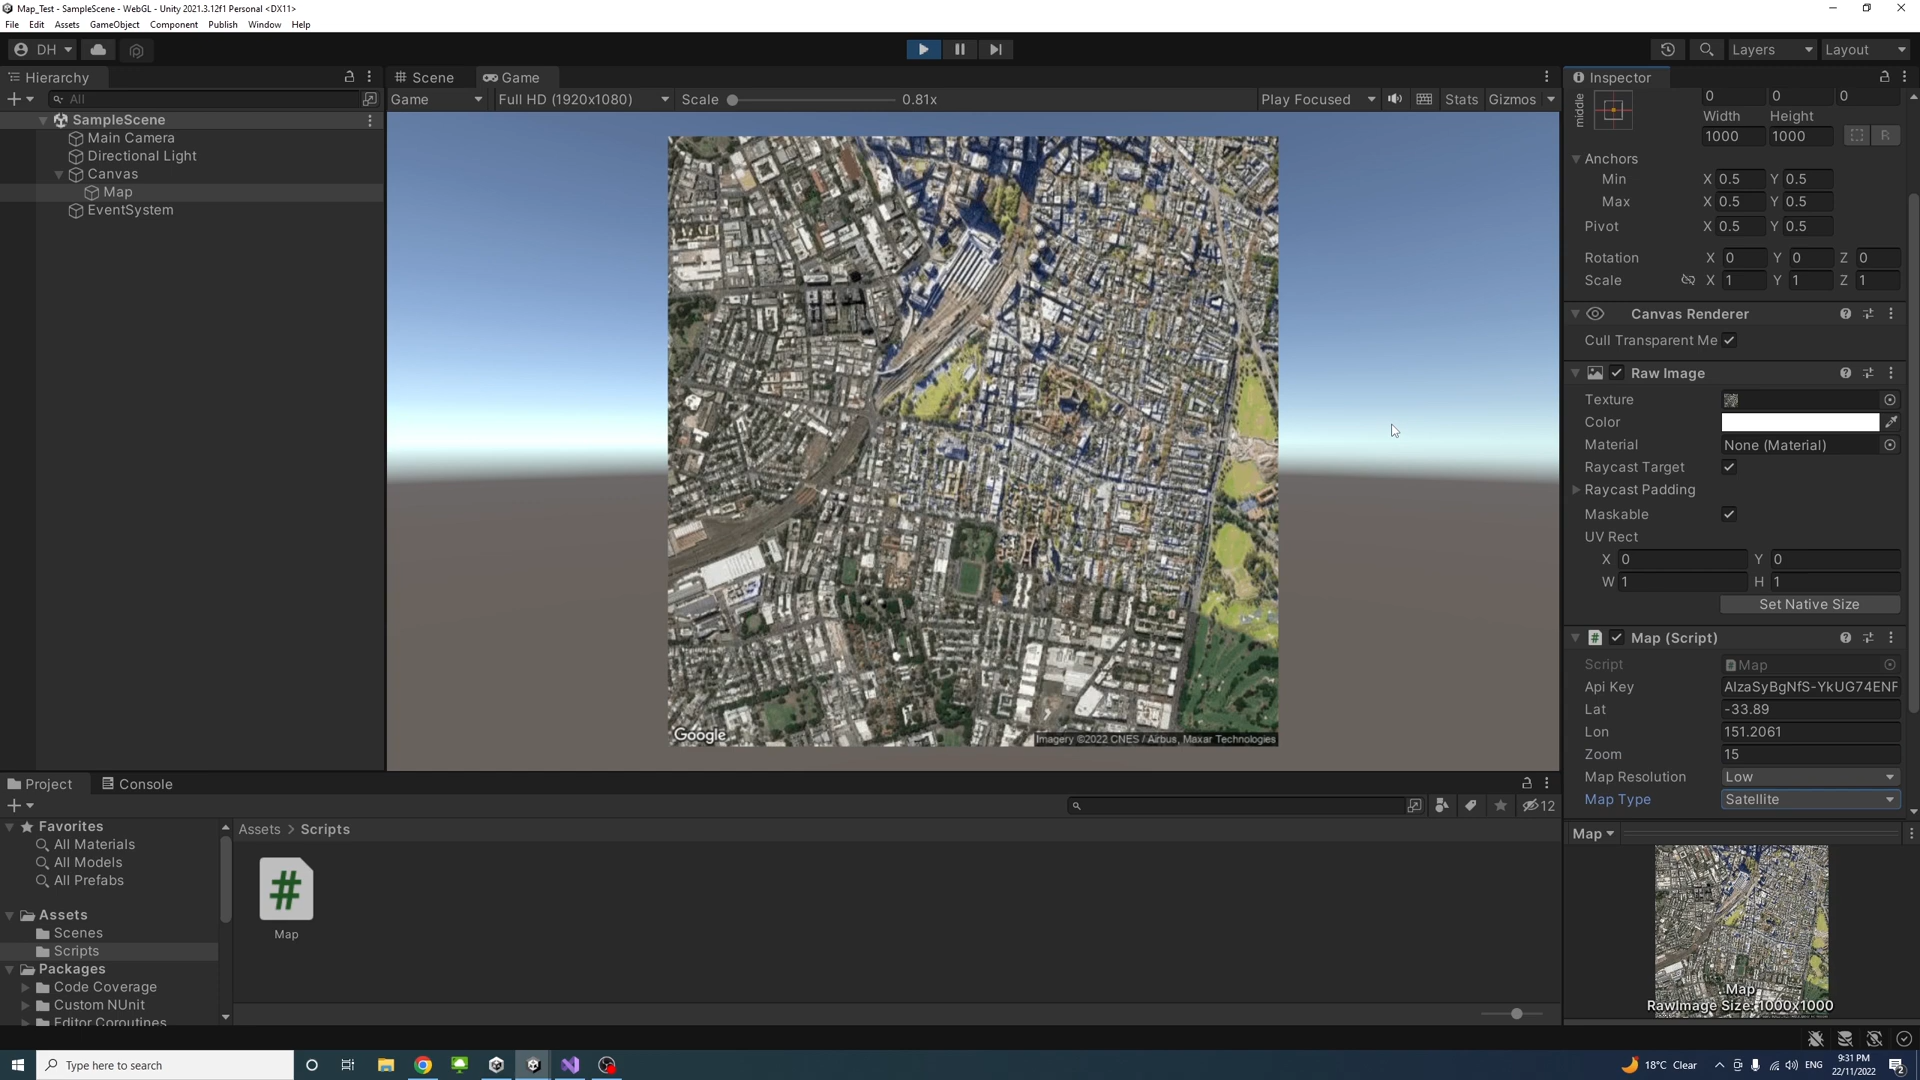 Map_Test - SampleScene - WebGL - Unity 2021.3.12f1 Personal <DX11>
File Edit Assets GameObject Component Publish Window Help
DH
Layers
Layout
Hierarchy
All
SampleScene
Main Camera
Directional Light
Canvas
Map
EventSystem
Scene
Game
Game
Full HD (1920x1080)
Scale
0.81x
Play Focused
Stats
Gizmos
Google
Imagery ©2022 CNES / Airbus, Maxar Technologies
Inspector
middle
0 0 0
Width Height
1000 1000
R
Anchors
Min X 0.5 Y 0.5
Max X 0.5 Y 0.5
Pivot X 0.5 Y 0.5
Rotation X 0 Y 0 Z 0
Scale X 1 Y 1 Z 1
Canvas Renderer
Cull Transparent Me
Raw Image
Texture
Color
Material None (Material)
Raycast Target
Raycast Padding
Maskable
UV Rect
X 0 Y 0
W 1 H 1
Set Native Size
# Map (Script)
Script Map
Api Key AIzaSyBgNfS-YkUG74ENF
Lat -33.89
Lon 151.2061
Zoom 15
Map Resolution Low
Map Type Satellite
Map
Map
RawImage Size: 1000x1000
Project
Console
12
Favorites
All Materials
All Models
All Prefabs
Assets
Scenes
Scripts
Packages
Code Coverage
Custom NUnit
Editor Coroutines
Assets > Scripts
#
Map
Type here to search
18°C Clear
ENG
9:31 PM
22/11/2022
2